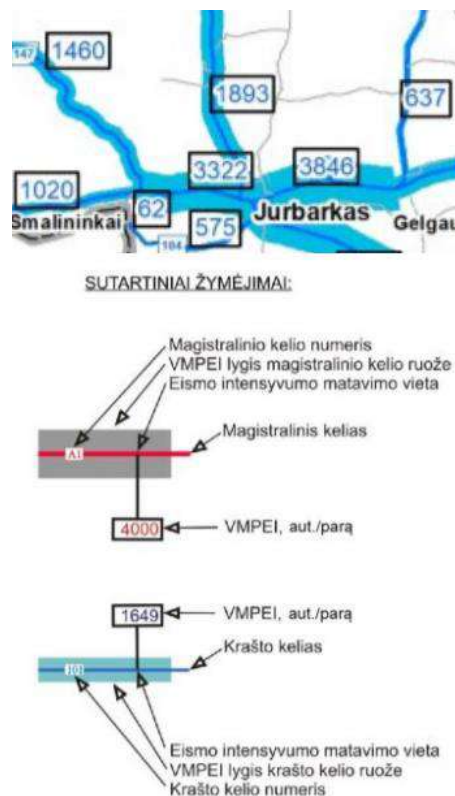 147
1460
1893
637
3322
3846
1020
62
Smalininkai
575
Jurbarkas
Gelgau
184
SUTARTINIAI ŽYMĖJIMAI:
Magistralinio kelio numeris
VMPEI lygis magistralinio kelio ruože
Eismo intensyvumo matavimo vieta
A1
Magistralinis kelias
4000
VMPEI, aut./parą
1649
VMPEI, aut./parą
Krašto kelias
101
Eismo intensyvumo matavimo vieta
VMPEI lygis krašto kelio ruože
Krašto kelio numeris